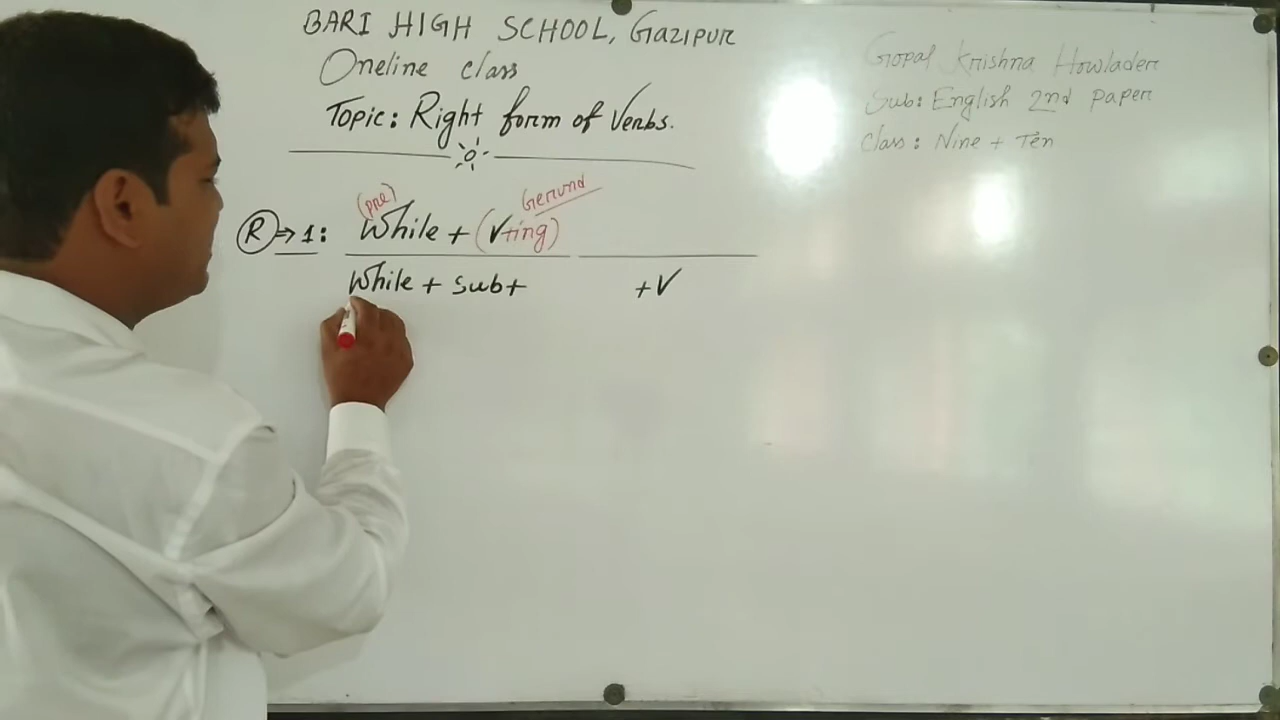 BARI HIGH SCHOOL, Gazipur
Oneline class
Topic: Right form of Verbs.
Gopal Krishna Howlader
Sub: English 2nd Paper
Class: Nine + Ten
(pre) Gerund
R ⇒ 1: While + (V+ing)
While + Sub + + V